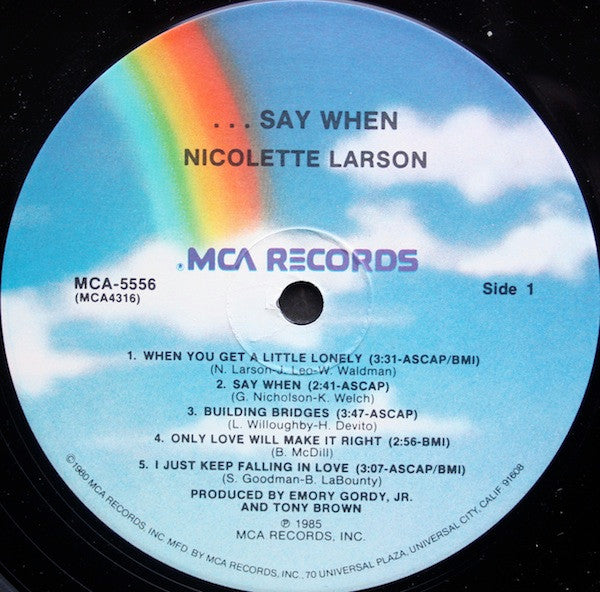 . . . SAY WHEN
NICOLETTE LARSON
MCA RECORDS
MCA-5556
(MCA4316)
Side 1
1. WHEN YOU GET A LITTLE LONELY (3:31-ASCAP/BMI)
(N. Larson-J. Leo-W. Waldman)
2. SAY WHEN (2:41-ASCAP)
(G. Nicholson-K. Welch)
3. BUILDING BRIDGES (3:47-ASCAP)
(L. Willoughby-H. Devito)
4. ONLY LOVE WILL MAKE IT RIGHT (2:56-BMI)
(B. McDill)
5. I JUST KEEP FALLING IN LOVE (3:07-ASCAP/BMI)
(S. Goodman-B. LaBounty)
PRODUCED BY EMORY GORDY, JR.
AND TONY BROWN
℗ 1985
MCA RECORDS, INC.
©1980 MCA RECORDS, INC MFD. BY MCA RECORDS, INC., 70 UNIVERSAL PLAZA, UNIVERSAL CITY, CALIF 91608